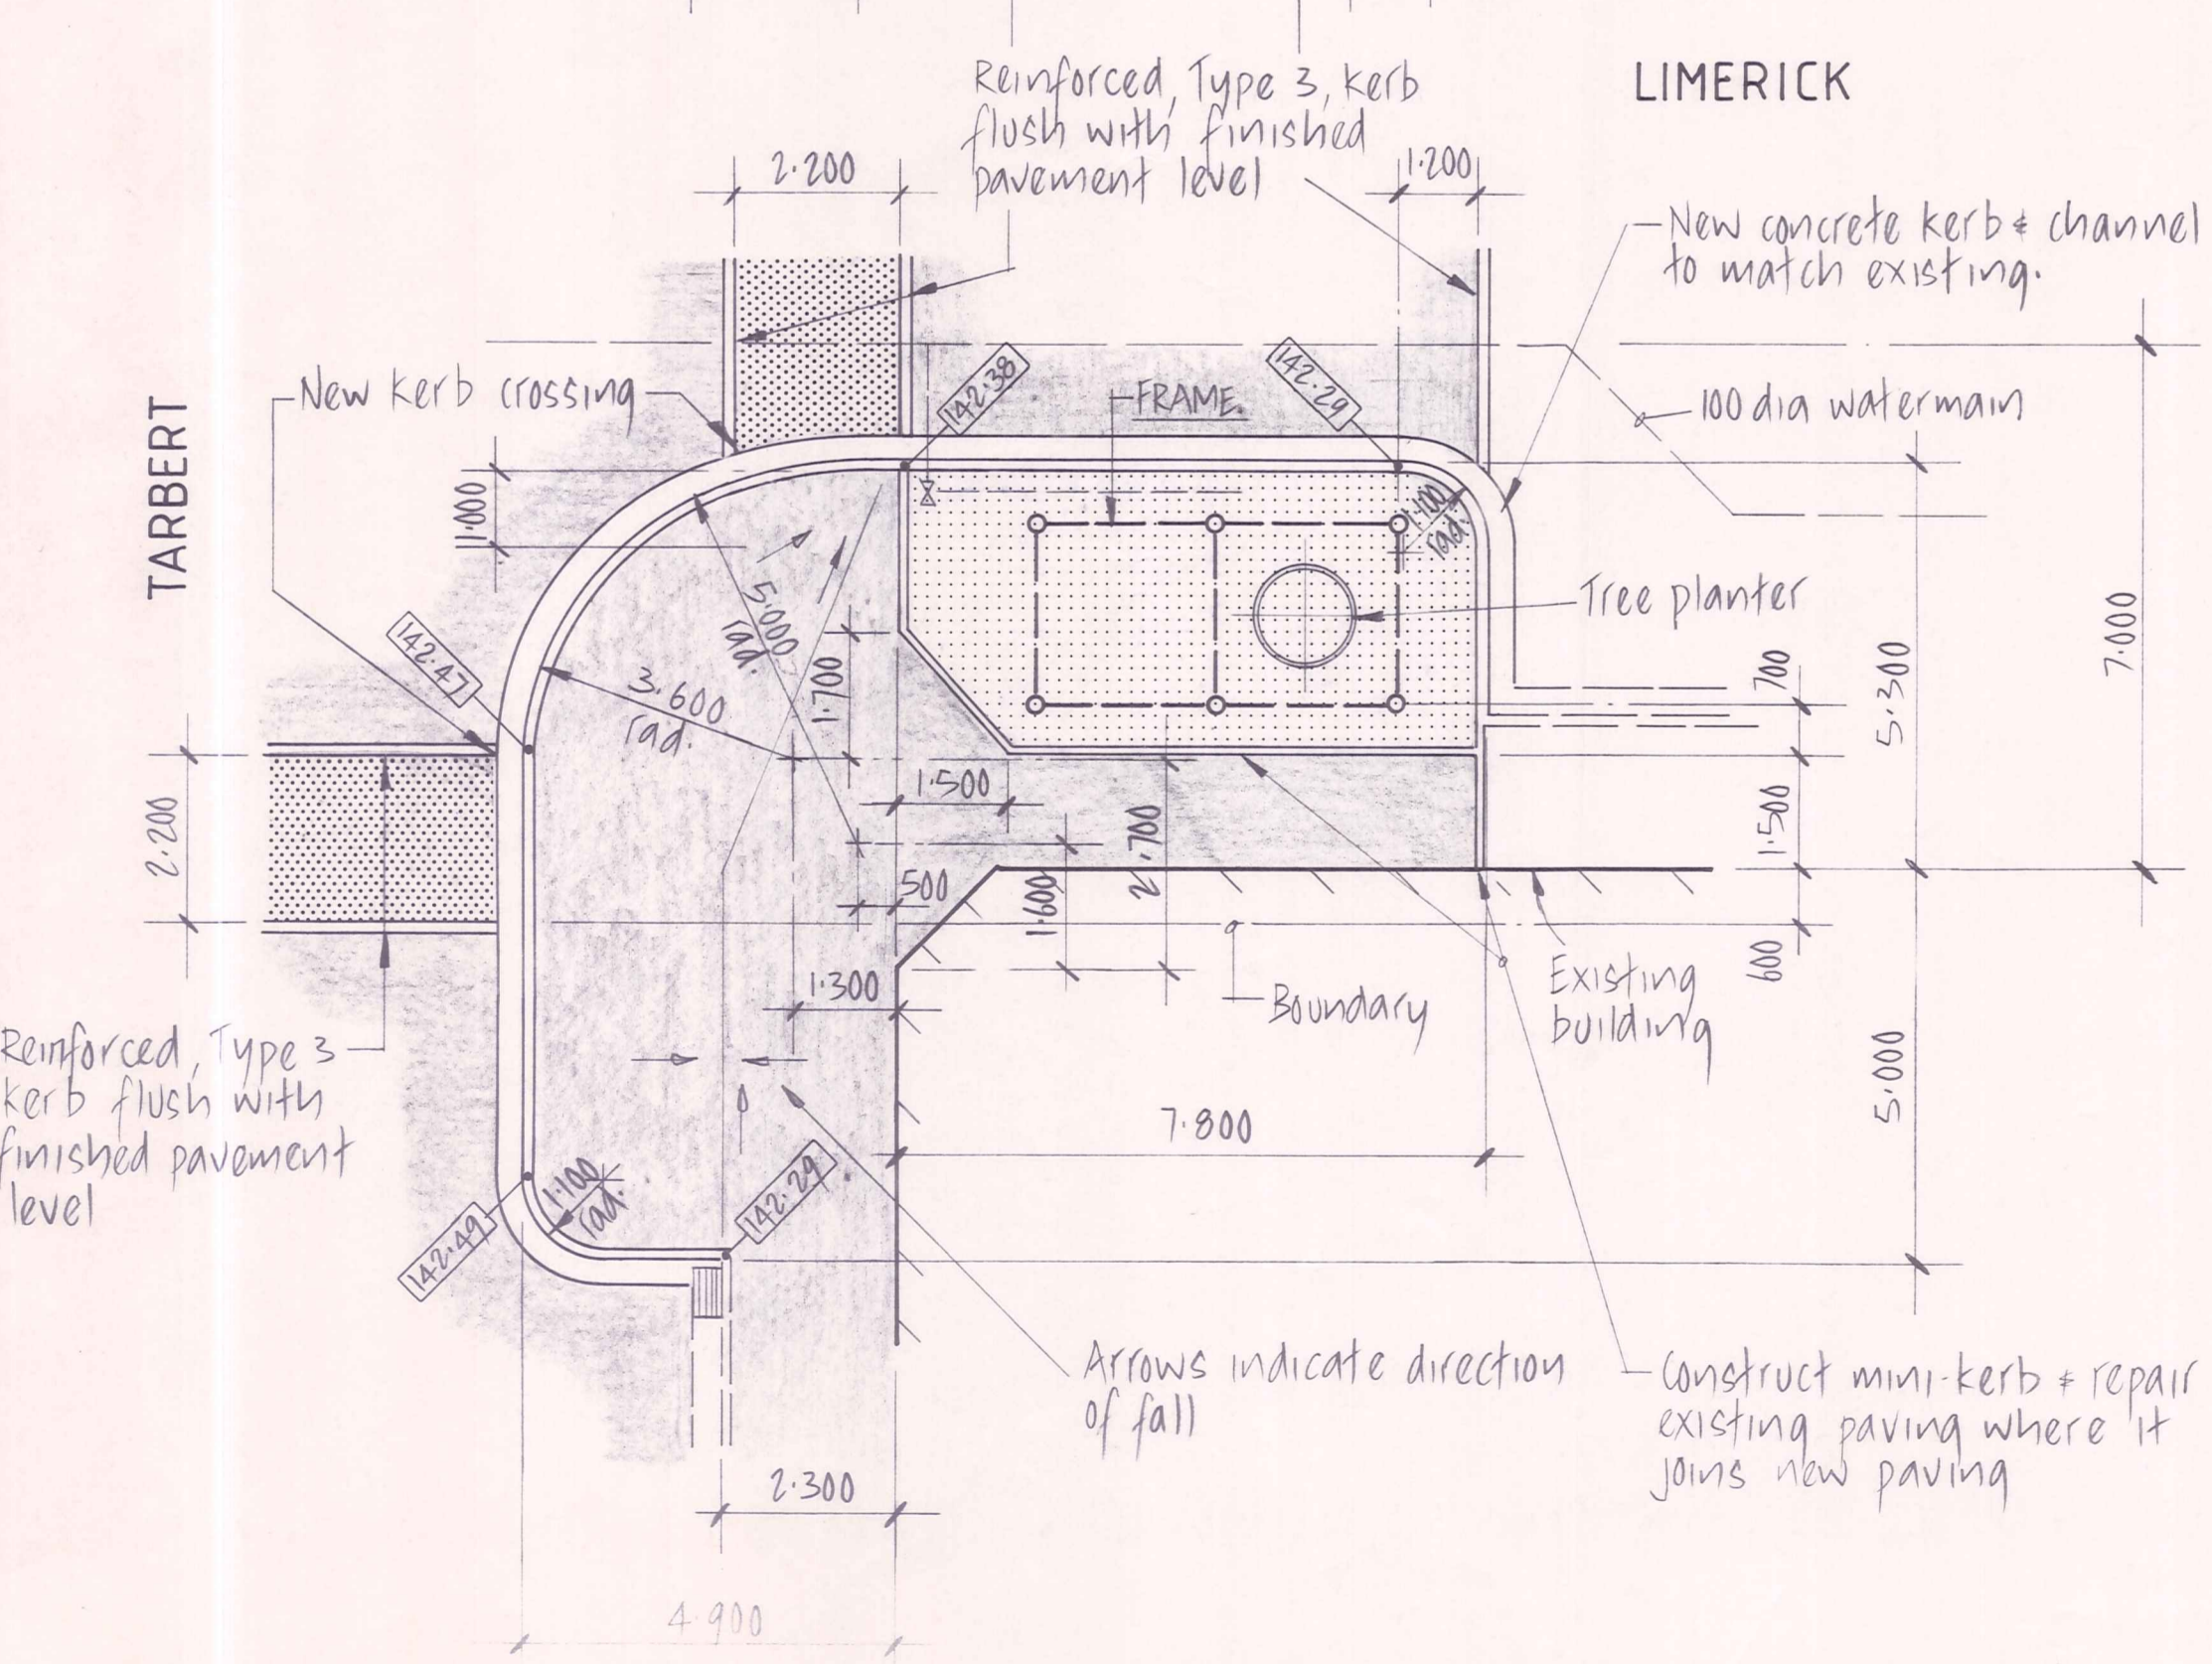 LIMERICK
Reinforced, Type 3, kerb
flush with finished
pavement level
2.200
1.200
New concrete kerb & channel
to match existing.
142.38
142.29
TARBERT
New kerb crossing
FRAME.
100 dia watermain
1.000
1.100
rad.
5.000
rad.
Tree planter
142.47
3.600
rad.
1.700
700
5.300
7.000
1.500
2.200
2.700
1.500
500
1.600
600
1.300
Boundary
Existing
building
Reinforced, Type 3
kerb flush with
finished pavement
level
7.800
5.000
1.100
rad.
142.29
142.49
Arrows indicate direction
of fall
Construct mini-kerb & repair
existing paving where it
joins new paving
2.300
4.900